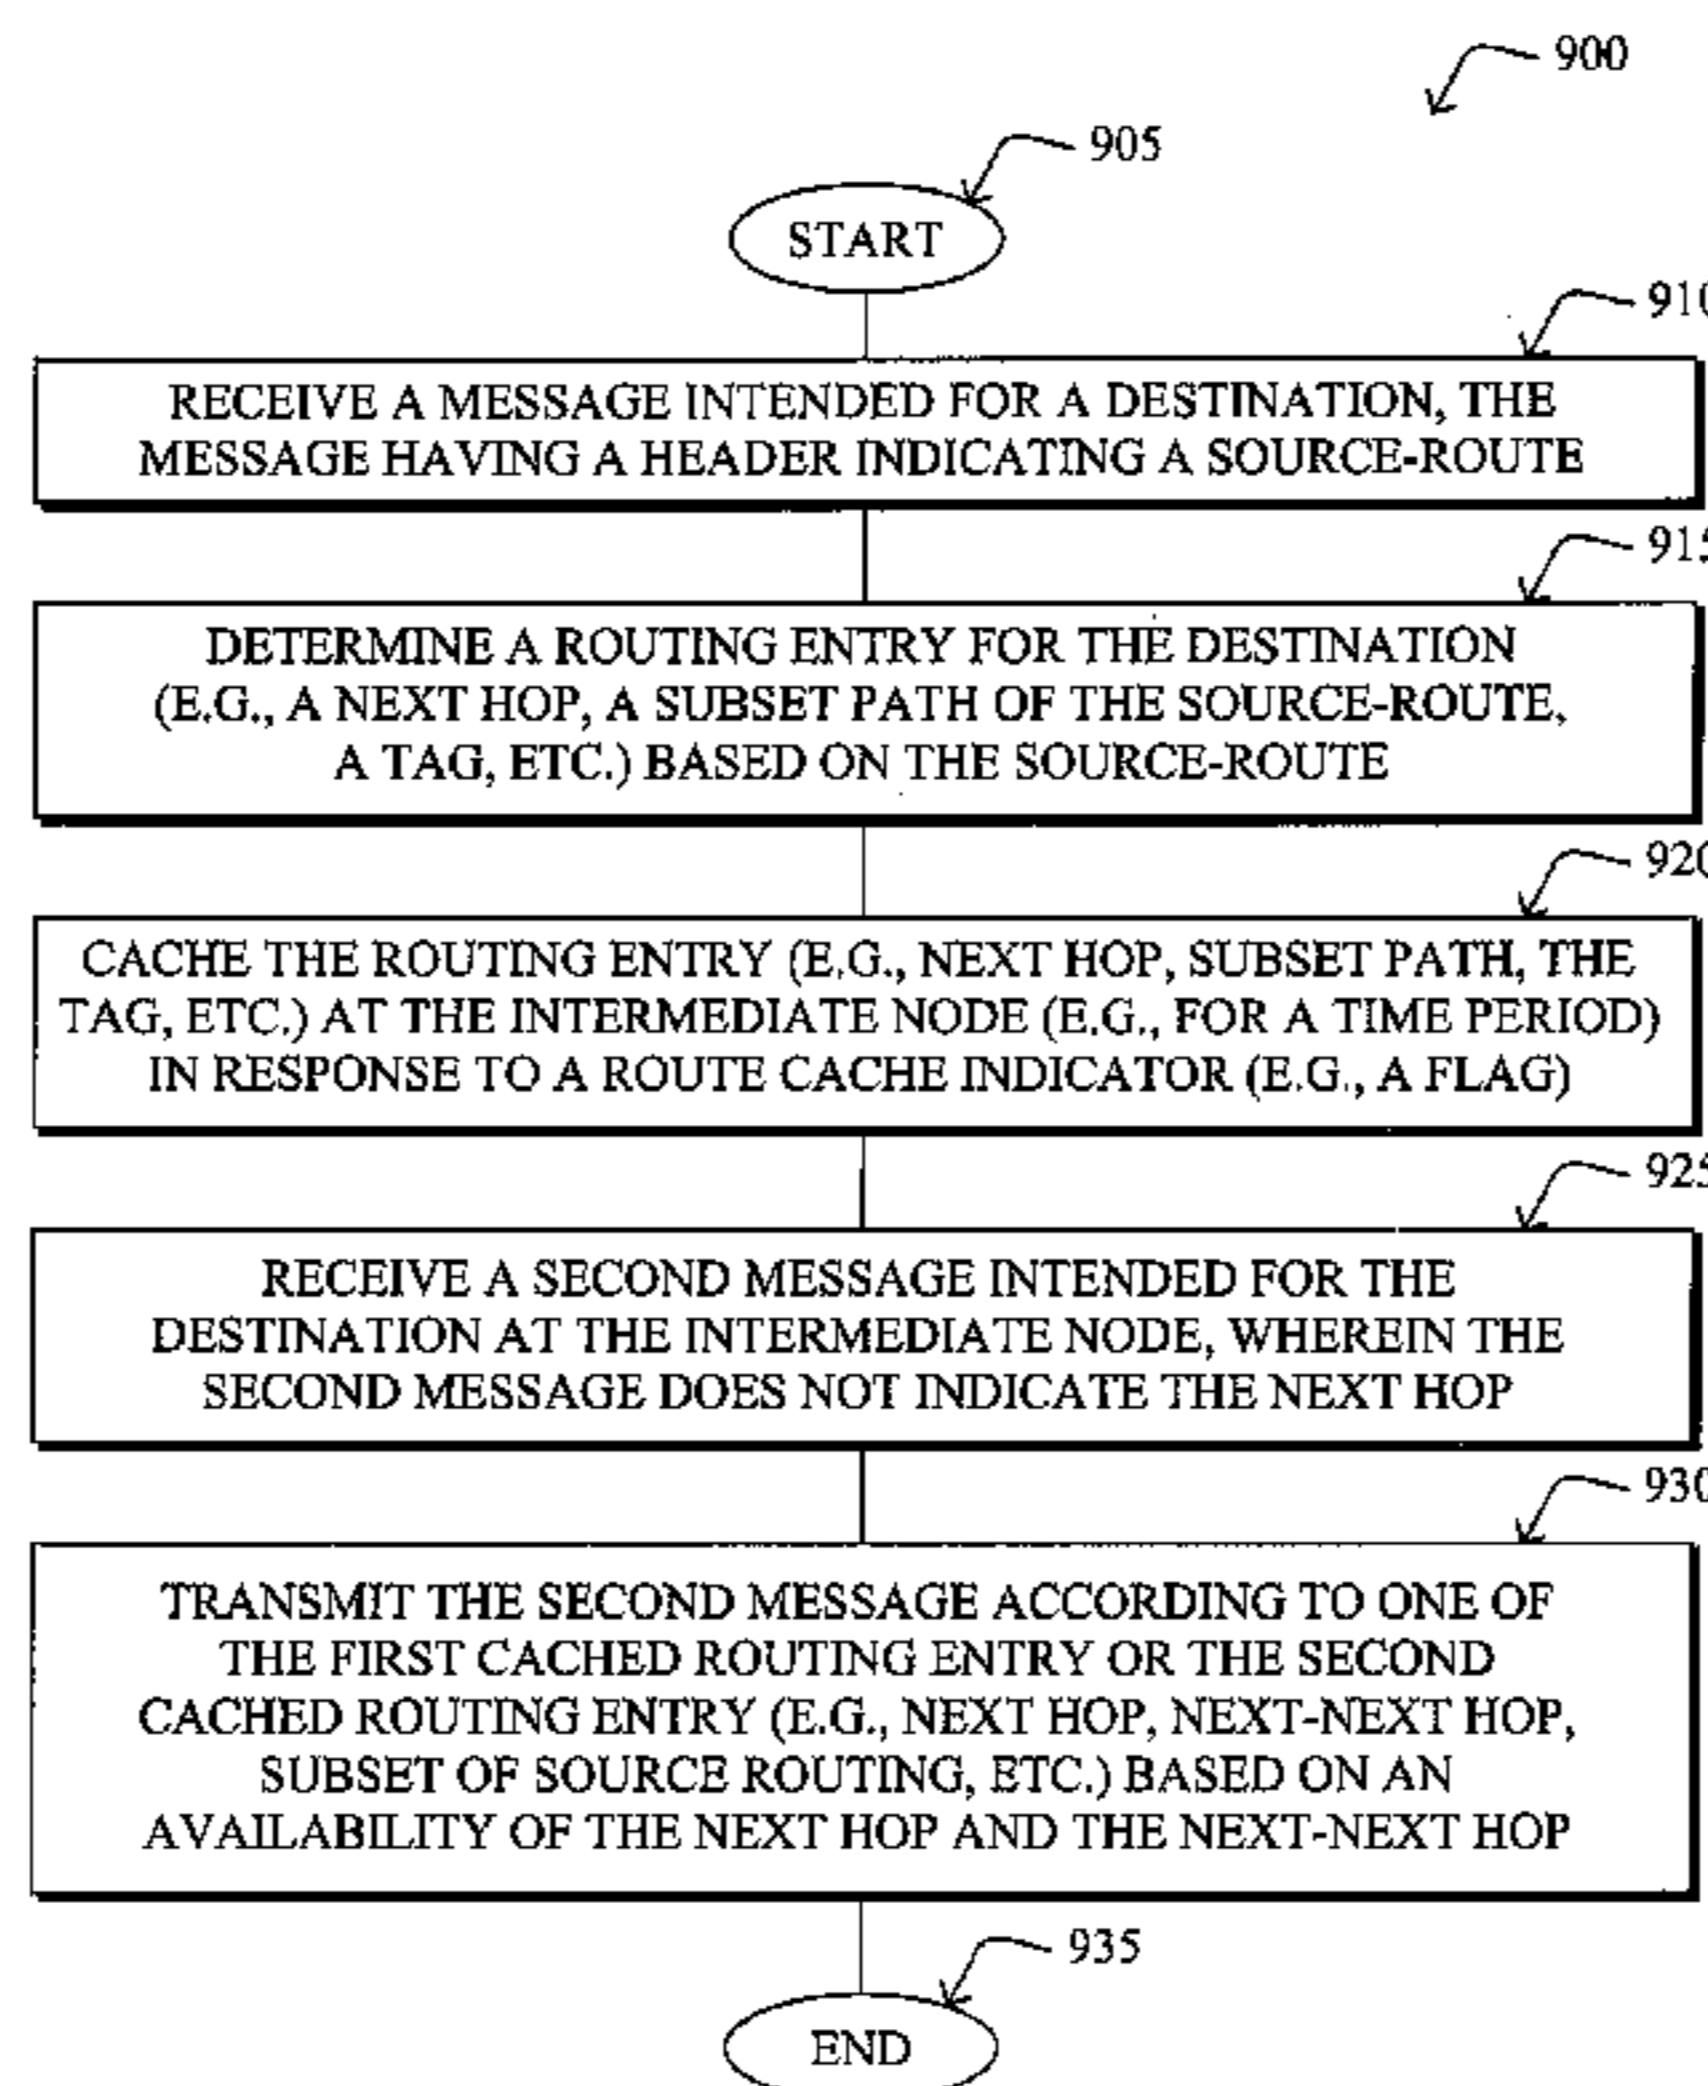 900
905
START
910
RECEIVE A MESSAGE INTENDED FOR A DESTINATION, THE
MESSAGE HAVING A HEADER INDICATING A SOURCE-ROUTE
915
DETERMINE A ROUTING ENTRY FOR THE DESTINATION
(E.G., A NEXT HOP, A SUBSET PATH OF THE SOURCE-ROUTE,
A TAG, ETC.) BASED ON THE SOURCE-ROUTE
920
CACHE THE ROUTING ENTRY (E.G., NEXT HOP, SUBSET PATH, THE
TAG, ETC.) AT THE INTERMEDIATE NODE (E.G., FOR A TIME PERIOD)
IN RESPONSE TO A ROUTE CACHE INDICATOR (E.G., A FLAG)
925
RECEIVE A SECOND MESSAGE INTENDED FOR THE
DESTINATION AT THE INTERMEDIATE NODE, WHEREIN THE
SECOND MESSAGE DOES NOT INDICATE THE NEXT HOP
930
TRANSMIT THE SECOND MESSAGE ACCORDING TO ONE OF
THE FIRST CACHED ROUTING ENTRY OR THE SECOND
CACHED ROUTING ENTRY (E.G., NEXT HOP, NEXT-NEXT HOP,
SUBSET OF SOURCE ROUTING, ETC.) BASED ON AN
AVAILABILITY OF THE NEXT HOP AND THE NEXT-NEXT HOP
935
END